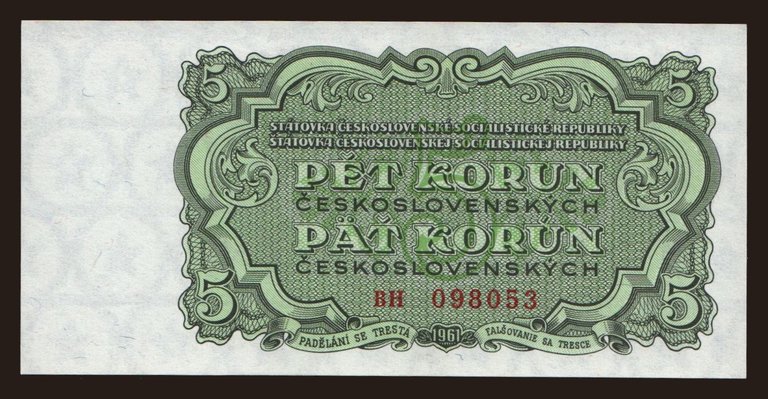 5 5
STÁTOVKA ČESKOSLOVENSKÉ SOCIALISTICKÉ REPUBLIKY
ŠTÁTOVKA ČESKOSLOVENSKEJ SOCIALISTICKEJ REPUBLIKY
PĚT KORUN
ČESKOSLOVENSKÝCH
PÄŤ KORÚN
ČESKOSLOVENSKÝCH
BH 098053
5 5
PADĚLÁNÍ SE TRESTÁ 1961 FALŠOVANIE SA TRESCE